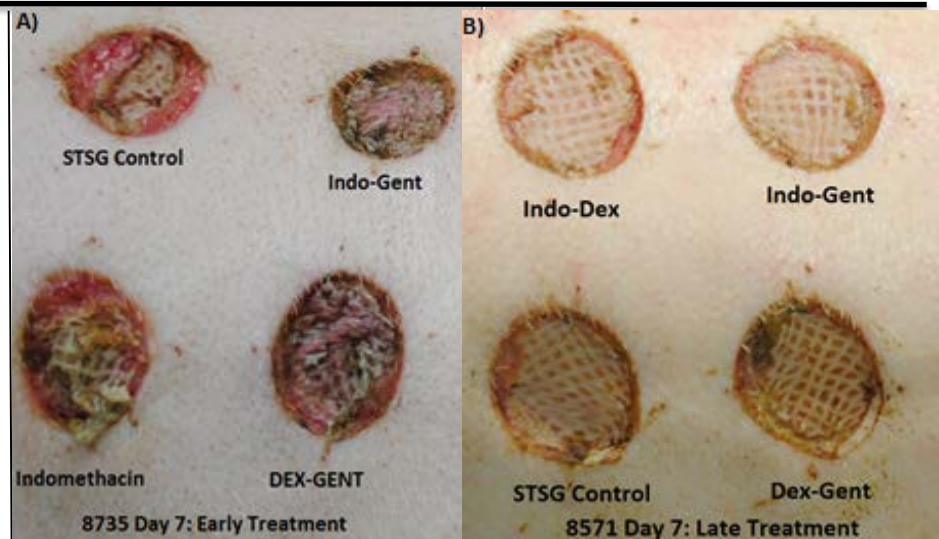 A)
STSG Control
Indo-Gent
Indomethacin
DEX-GENT
8735 Day 7: Early Treatment
B)
Indo-Dex
Indo-Gent
STSG Control
Dex-Gent
8571 Day 7: Late Treatment